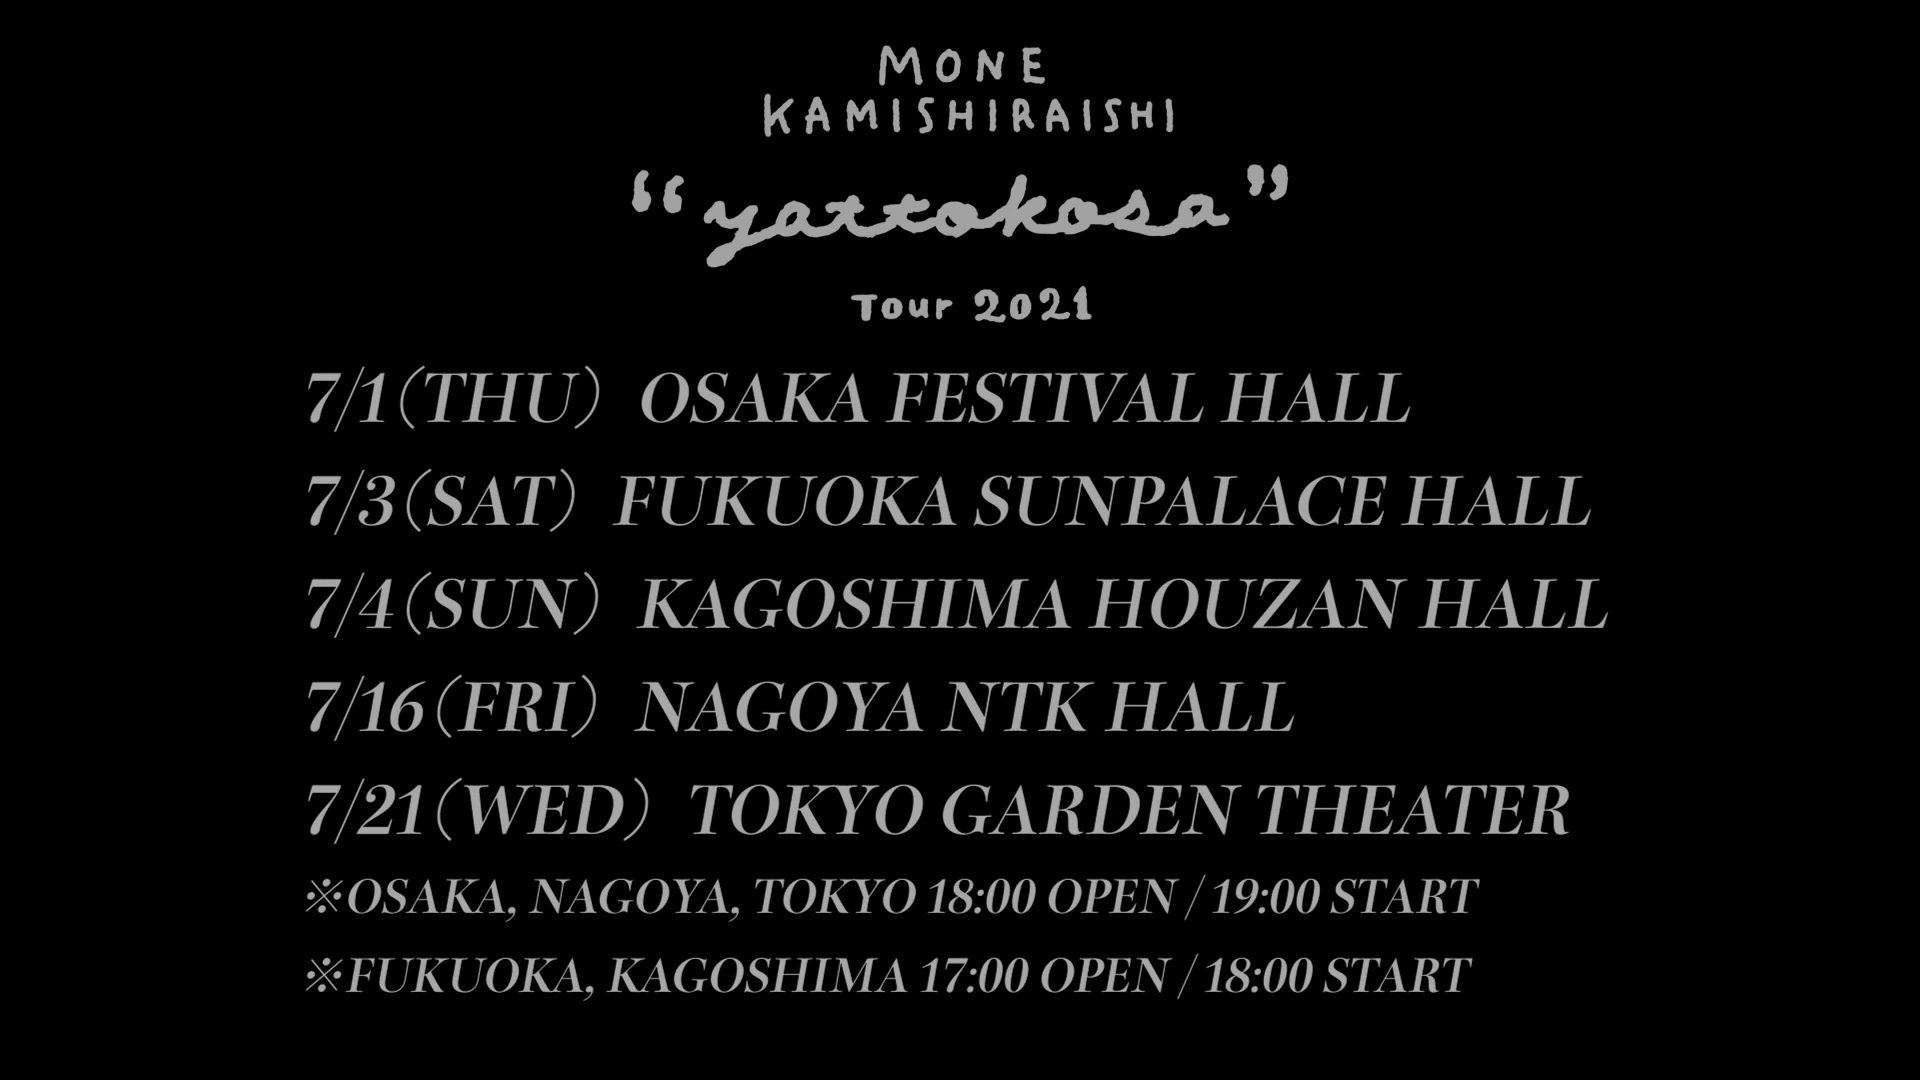 MONE
KAMISHIRAISHI
“yattokosa”
Tour 2021
7/1(THU) OSAKA FESTIVAL HALL
7/3(SAT) FUKUOKA SUNPALACE HALL
7/4(SUN) KAGOSHIMA HOUZAN HALL
7/16(FRI) NAGOYA NTK HALL
7/21(WED) TOKYO GARDEN THEATER
※OSAKA, NAGOYA, TOKYO 18:00 OPEN / 19:00 START
※FUKUOKA, KAGOSHIMA 17:00 OPEN / 18:00 START